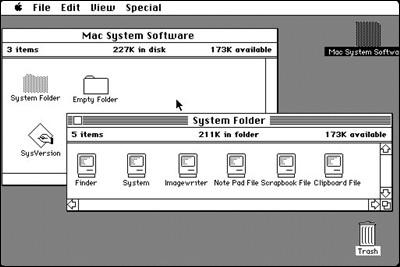 File Edit View Special
Mac System Software
3 items 227K in disk 173K available
System Folder Empty Folder
SysVersion
Mac System Softwa
System Folder
5 items 211K in folder 173K available
Finder System Imagewriter Note Pad File Scrapbook File Clipboard File
Trash